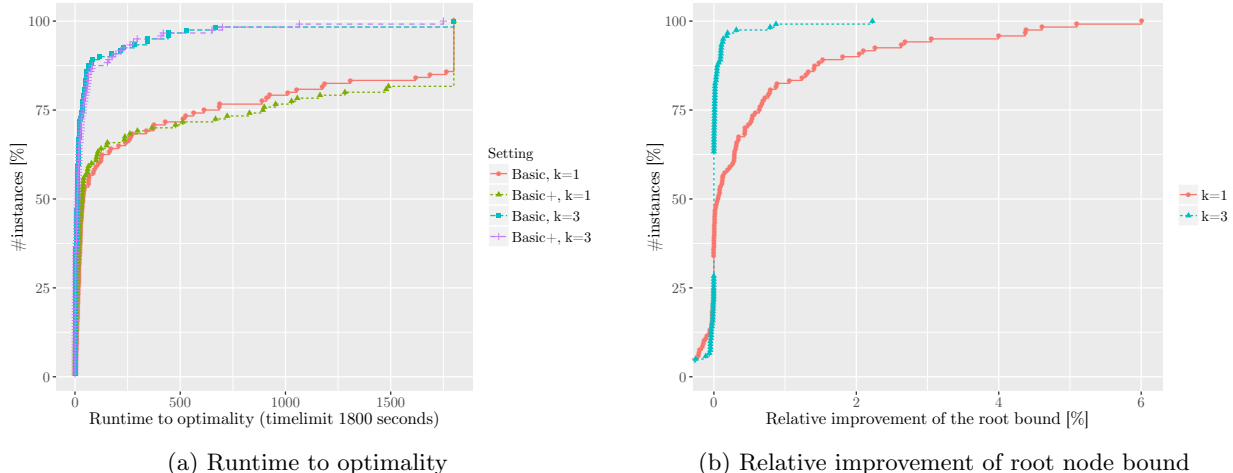 100
75
50
25
0
#instances [%]
0
500
1000
1500
Runtime to optimality (timelimit 1800 seconds)
Setting
Basic, k=1
Basic+, k=1
Basic, k=3
Basic+, k=3
(a) Runtime to optimality
100
75
50
25
0
#instances [%]
0
2
4
6
Relative improvement of the root bound [%]
k=1
k=3
(b) Relative improvement of root node bound